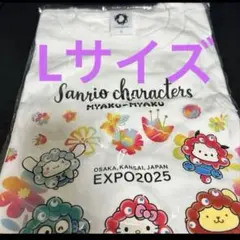 Lサイズ
Sanrio characters
MYAKU-MYAKU
OSAKA, KANSAI, JAPAN
EXPO2025